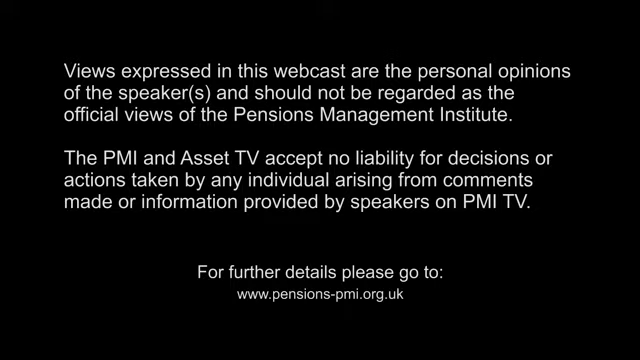 Views expressed in this webcast are the personal opinions
of the speaker(s) and should not be regarded as the
official views of the Pensions Management Institute.
The PMI and Asset TV accept no liability for decisions or
actions taken by any individual arising from comments
made or information provided by speakers on PMI TV.
For further details please go to:
www.pensions-pmi.org.uk